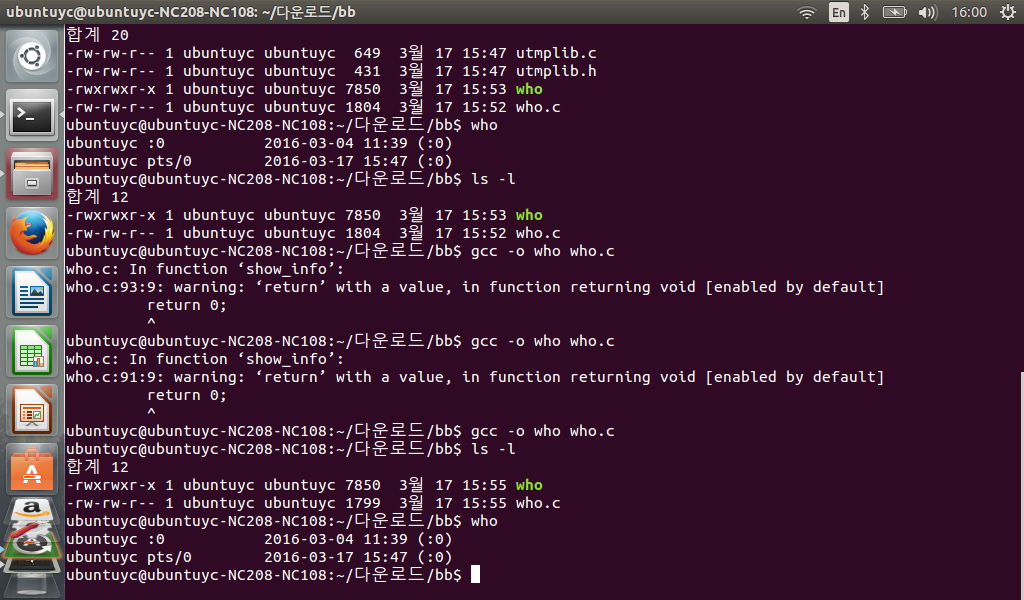 ubuntuyc@ubuntuyc-NC208-NC108: ~/다운로드/bb
En
16:00
합계 20
-rw-rw-r-- 1 ubuntuyc ubuntuyc  649  3월 17 15:47 utmplib.c
-rw-rw-r-- 1 ubuntuyc ubuntuyc  431  3월 17 15:47 utmplib.h
-rwxrwxr-x 1 ubuntuyc ubuntuyc 7850  3월 17 15:53 who
-rw-rw-r-- 1 ubuntuyc ubuntuyc 1804  3월 17 15:52 who.c
ubuntuyc@ubuntuyc-NC208-NC108:~/다운로드/bb$ who
ubuntuyc :0           2016-03-04 11:39 (:0)
ubuntuyc pts/0        2016-03-17 15:47 (:0)
ubuntuyc@ubuntuyc-NC208-NC108:~/다운로드/bb$ ls -l
합계 12
-rwxrwxr-x 1 ubuntuyc ubuntuyc 7850  3월 17 15:53 who
-rw-rw-r-- 1 ubuntuyc ubuntuyc 1804  3월 17 15:52 who.c
ubuntuyc@ubuntuyc-NC208-NC108:~/다운로드/bb$ gcc -o who who.c
who.c: In function ‘show_info’:
who.c:93:9: warning: ‘return’ with a value, in function returning void [enabled by default]
         return 0;
         ^
ubuntuyc@ubuntuyc-NC208-NC108:~/다운로드/bb$ gcc -o who who.c
who.c: In function ‘show_info’:
who.c:91:9: warning: ‘return’ with a value, in function returning void [enabled by default]
         return 0;
         ^
ubuntuyc@ubuntuyc-NC208-NC108:~/다운로드/bb$ gcc -o who who.c
ubuntuyc@ubuntuyc-NC208-NC108:~/다운로드/bb$ ls -l
합계 12
-rwxrwxr-x 1 ubuntuyc ubuntuyc 7850  3월 17 15:55 who
-rw-rw-r-- 1 ubuntuyc ubuntuyc 1799  3월 17 15:55 who.c
ubuntuyc@ubuntuyc-NC208-NC108:~/다운로드/bb$ who
ubuntuyc :0           2016-03-04 11:39 (:0)
ubuntuyc pts/0        2016-03-17 15:47 (:0)
ubuntuyc@ubuntuyc-NC208-NC108:~/다운로드/bb$